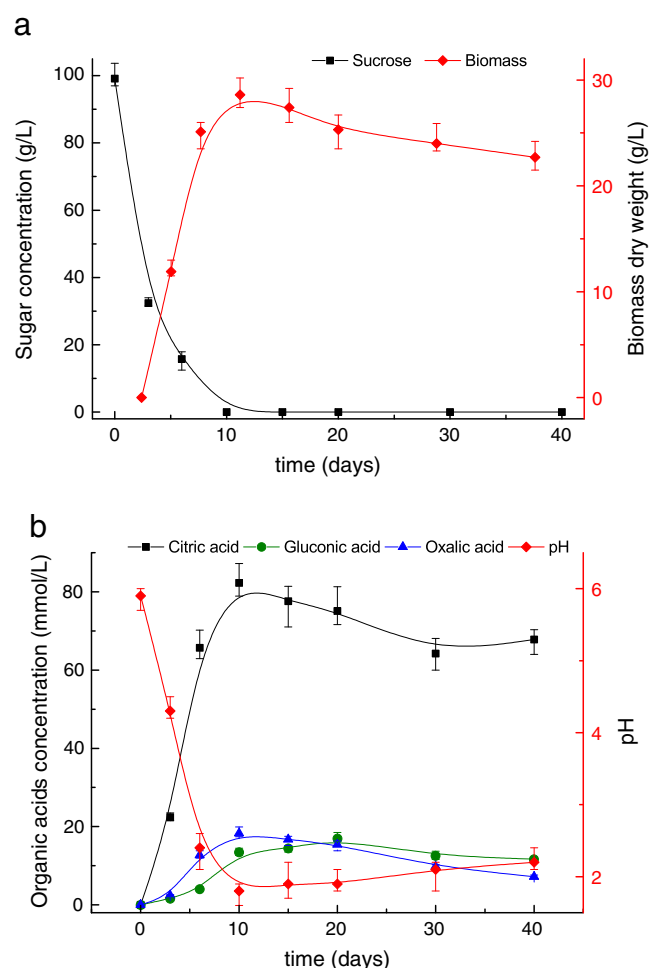 a
Sucrose Biomass
100
80
60
40
20
0
30
20
10
0
Sugar concentration (g/L)
Biomass dry weight (g/L)
0 10 20 30 40
time (days)
b
Citric acid Gluconic acid Oxalic acid pH
80
60
40
20
0
6
4
2
Organic acids concentration (mmol/L)
pH
0 10 20 30 40
time (days)